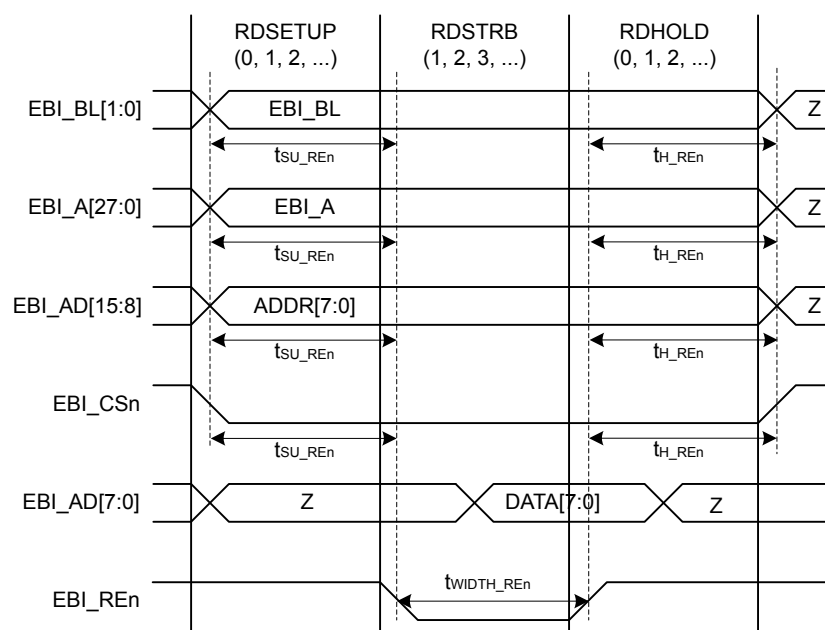 RDSETUP RDSTRB RDHOLD
(0, 1, 2, ...) (1, 2, 3, ...) (0, 1, 2, ...)
EBI_BL[1:0] EBI_BL Z
tSU_REn tH_REn
EBI_A[27:0] EBI_A Z
tSU_REn tH_REn
EBI_AD[15:8] ADDR[7:0] Z
tSU_REn tH_REn
EBI_CSn
tSU_REn tH_REn
EBI_AD[7:0] Z DATA[7:0] Z
tWIDTH_REn
EBI_REn